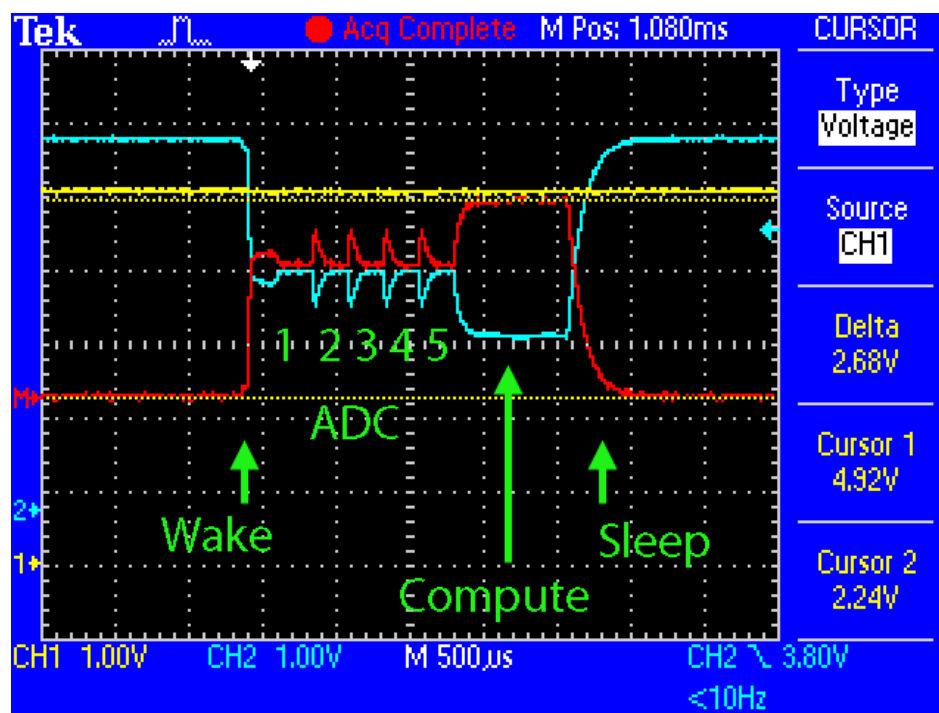 Tek Acq Complete M Pos: 1.080ms CURSOR
Type
Voltage
Source
CH1
Delta
2.68V
1 2 3 4 5
M
ADC
Cursor 1
4.92V
2
Wake
Sleep
1
Compute
Cursor 2
2.24V
CH1 1.00V CH2 1.00V M 500µs CH2 3.80V
<10Hz